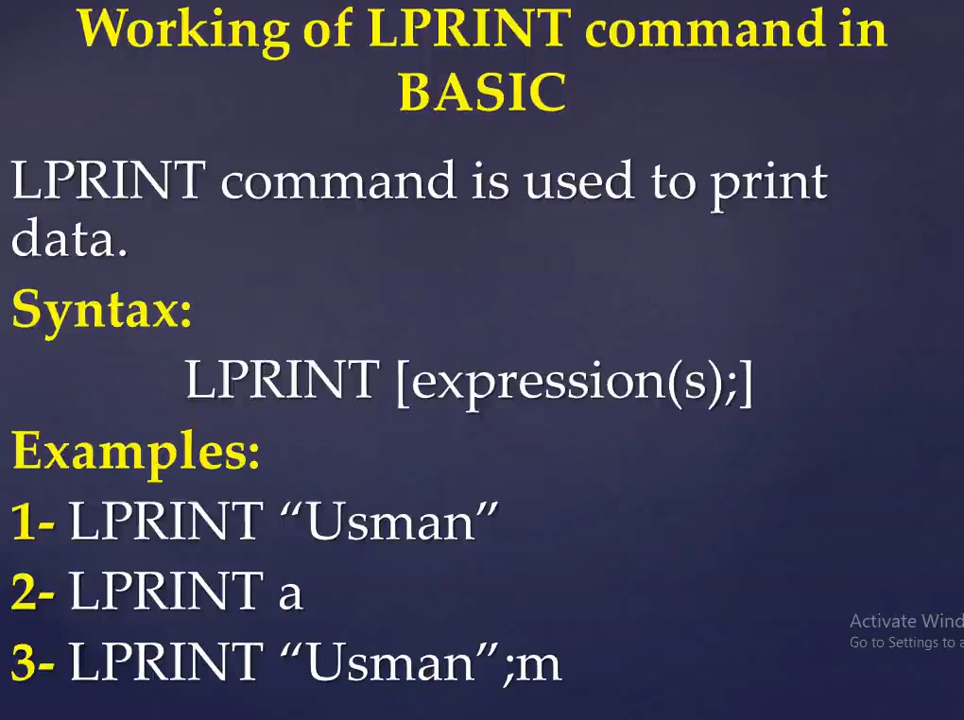 Working of LPRINT command in
BASIC
LPRINT command is used to print
data.
Syntax:
LPRINT [expression(s);]
Examples:
1- LPRINT “Usman”
2- LPRINT a
3- LPRINT “Usman”;m
Activate Wind
Go to Settings to a